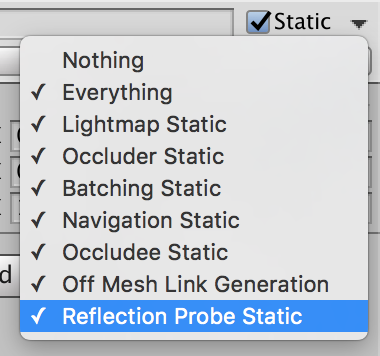 Static
Nothing
Everything
Lightmap Static
Occluder Static
Batching Static
Navigation Static
Occludee Static
Off Mesh Link Generation
Reflection Probe Static
d